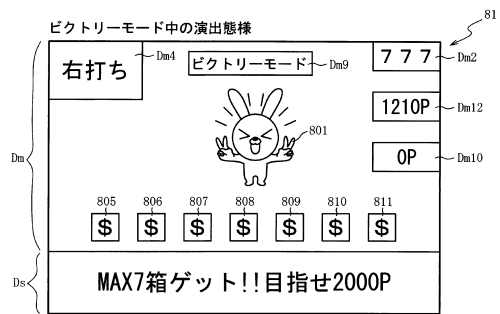 ビクトリーモード中の演出態様
81
右打ち
Dm4
ビクトリーモード
Dm9
7 7 7
Dm2
1210P
Dm12
801
0P
Dm10
Dm
805 806 807 808 809 810 811
$ $ $ $ $ $ $
Ds
MAX7箱ゲット!!目指せ2000P